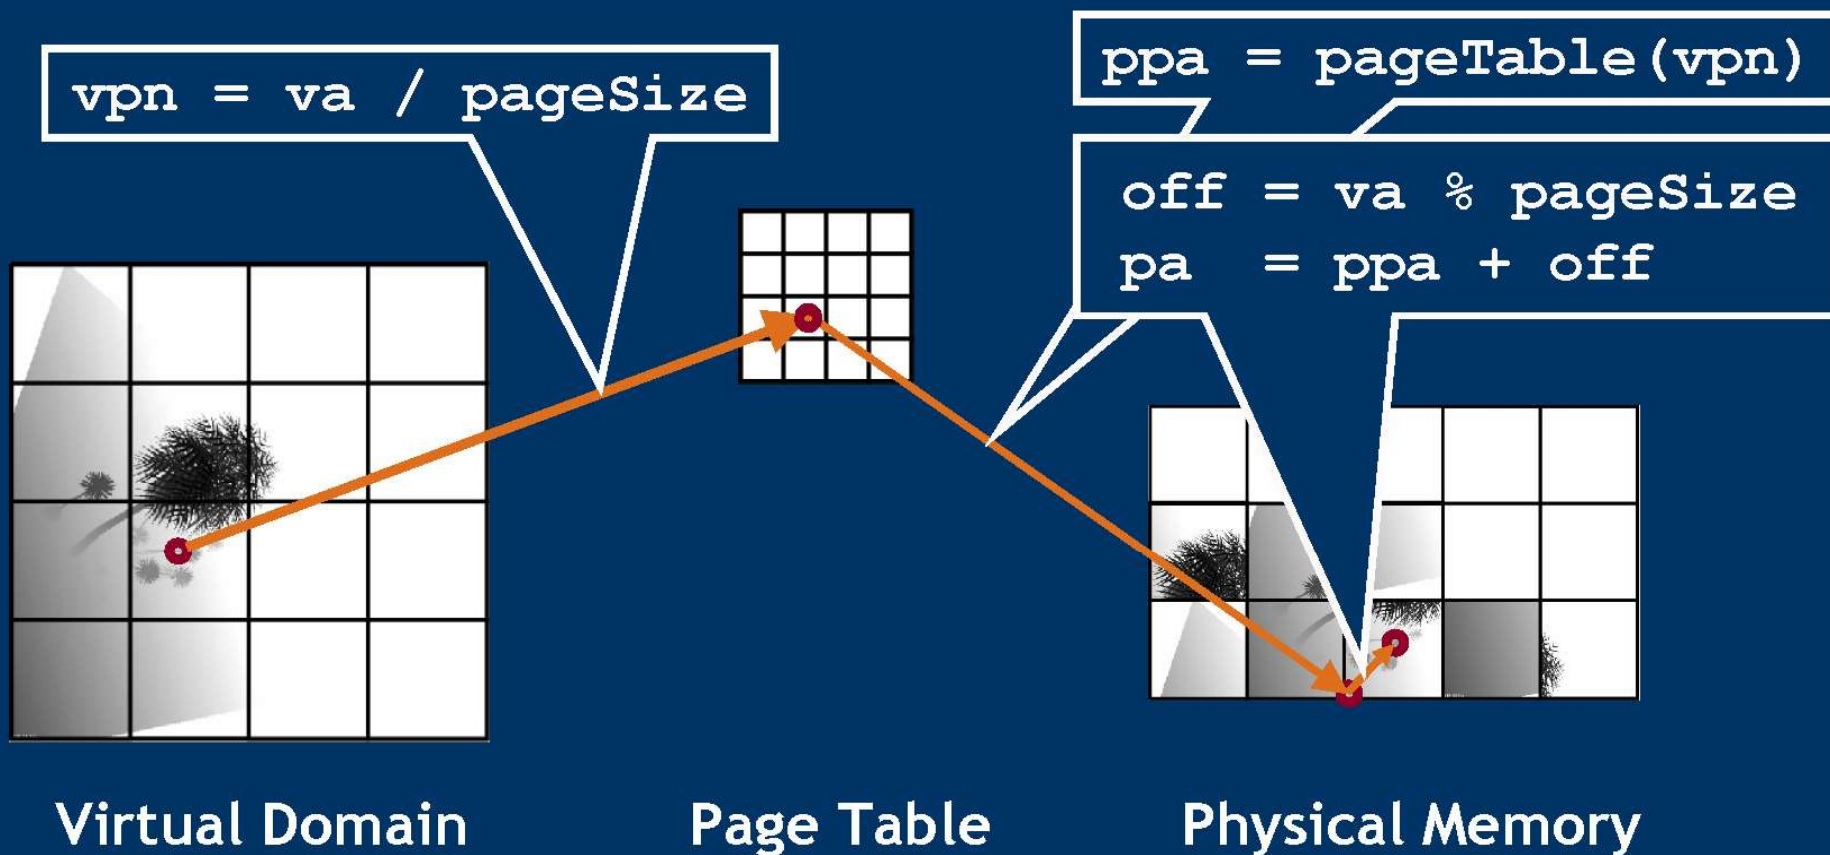 vpn = va / pageSize
ppa = pageTable(vpn)
off = va % pageSize
pa = ppa + off
Virtual Domain
Page Table
Physical Memory